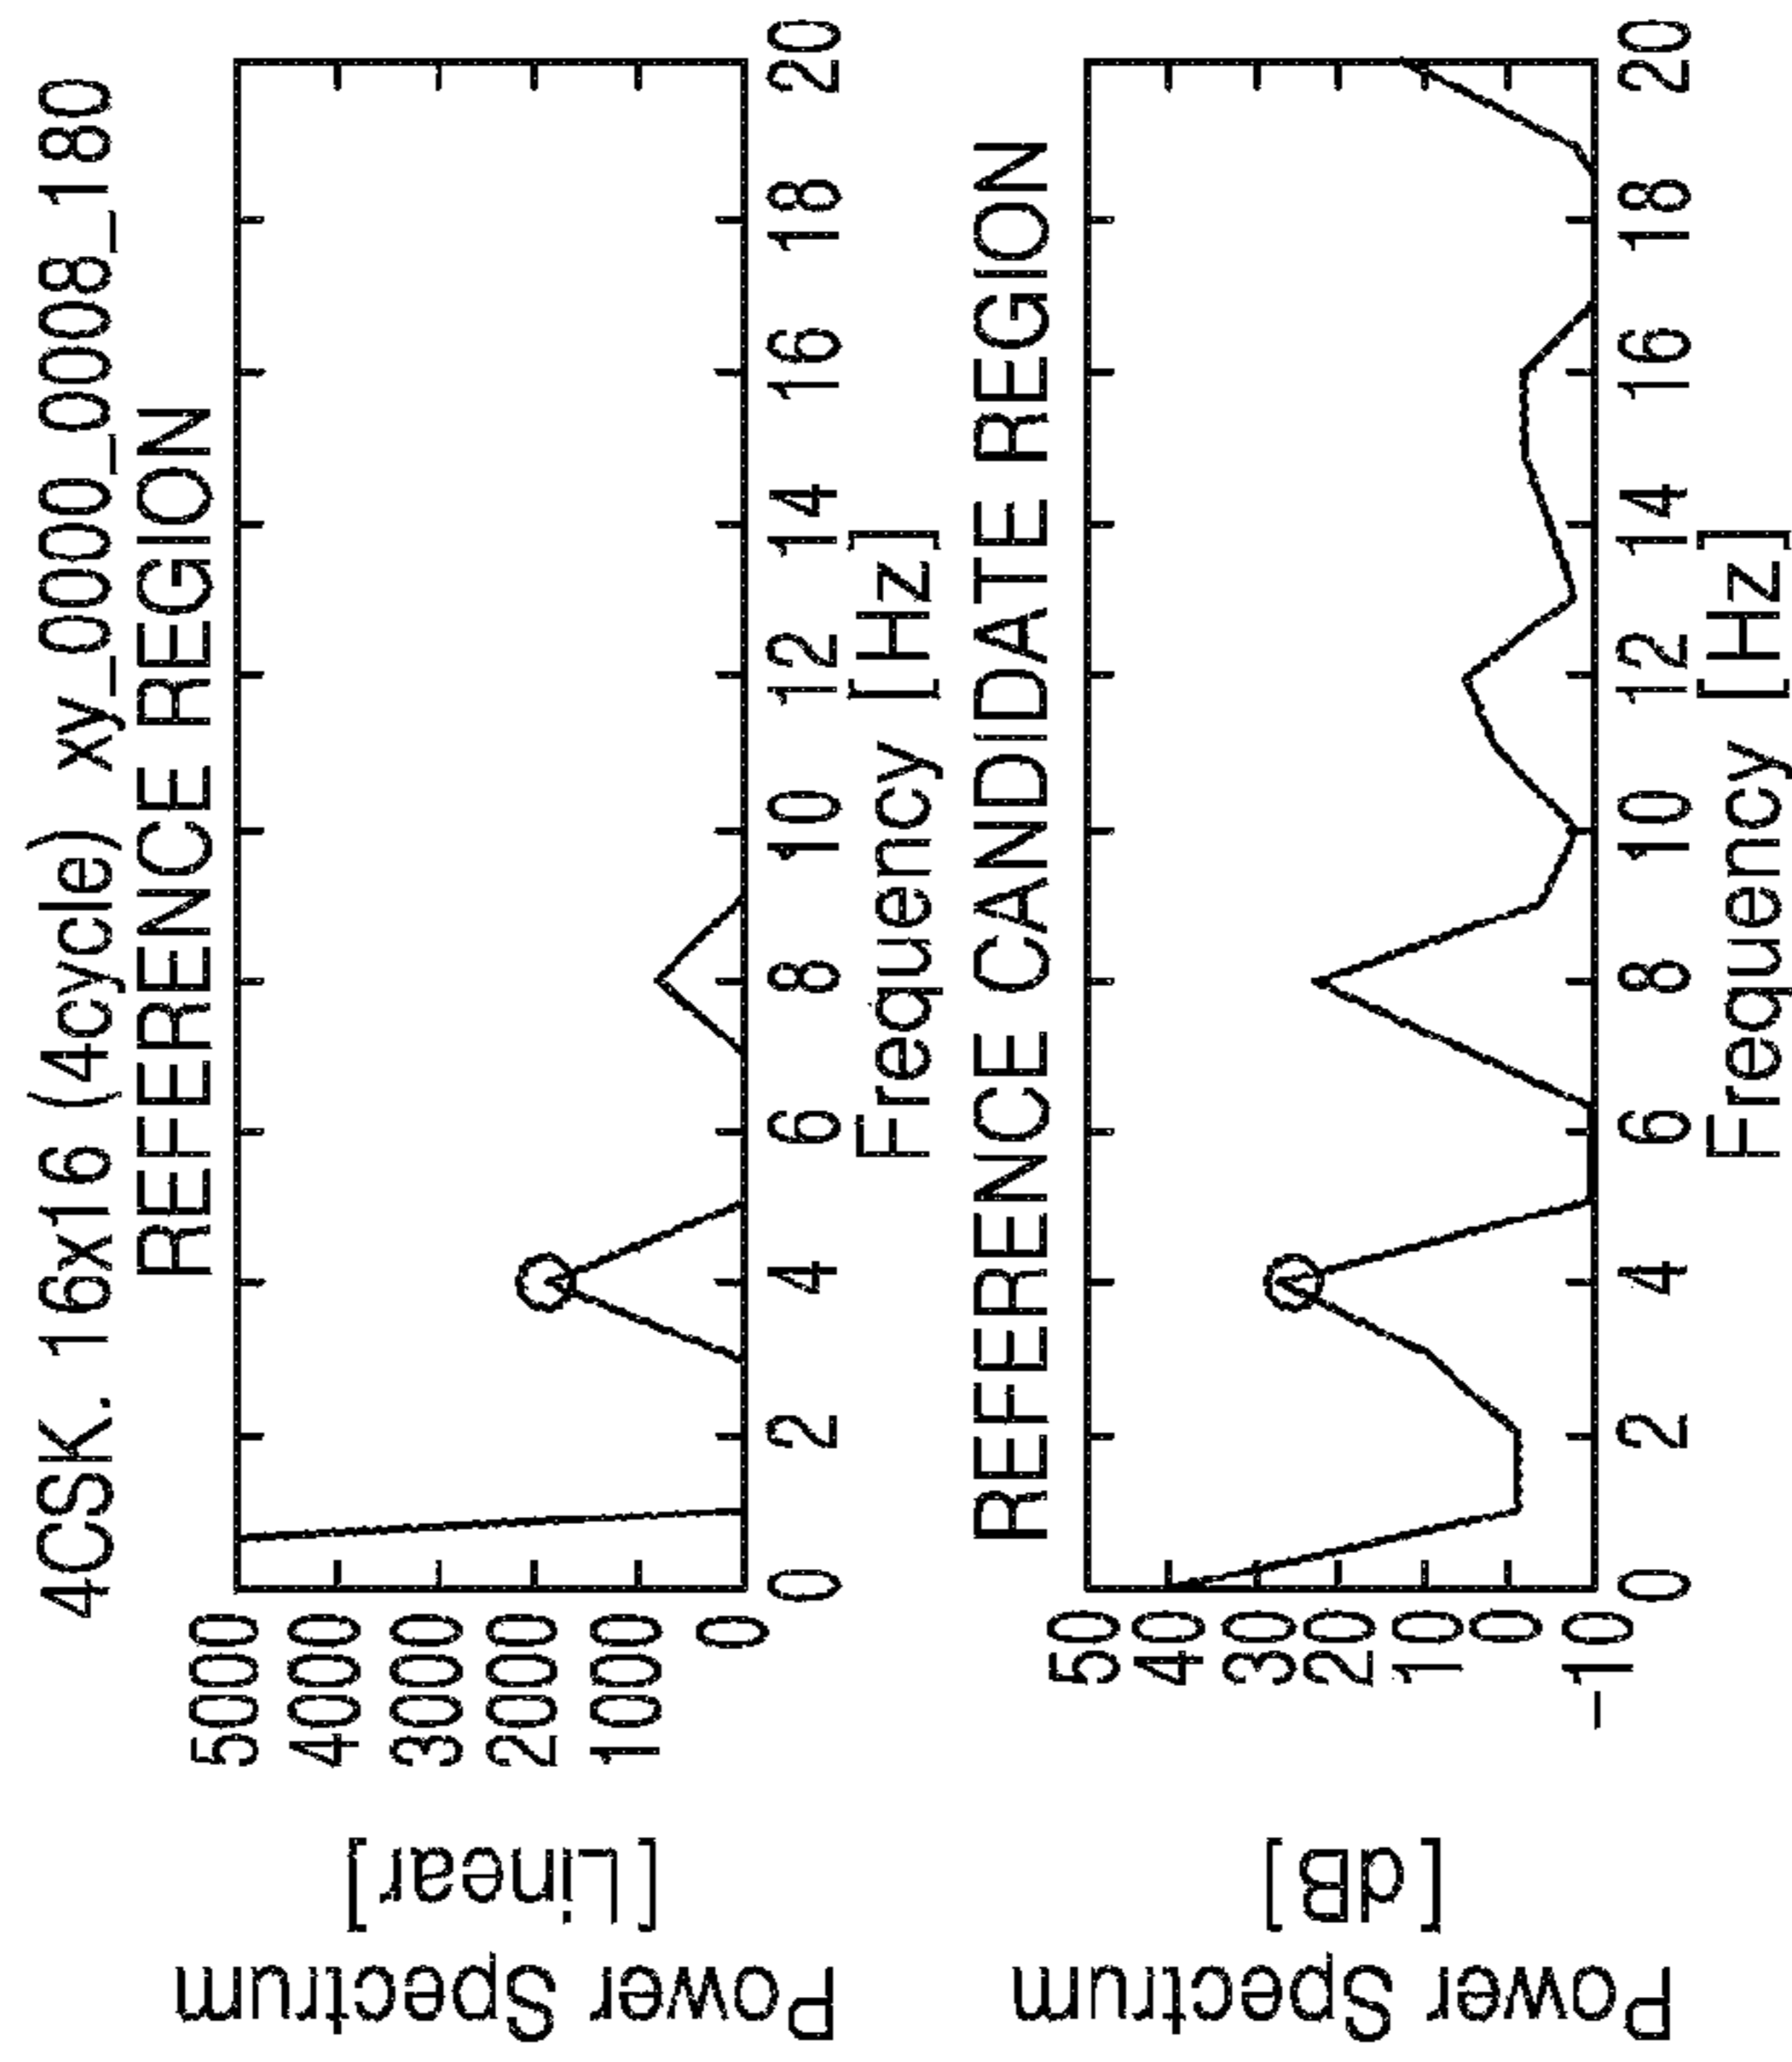 4CSK. 16x16 (4cycle) xy_0000_0008_180
REFERENCE REGION
Power Spectrum
[Linear]
5000
4000
3000
2000
1000
0
0 2 4 6 8 10 12 14 16 18 20
Frequency [Hz]
REFERENCE CANDIDATE REGION
Power Spectrum
[dB]
50
40
30
20
10
0
-10
0 2 4 6 8 10 12 14 16 18 20
Frequency [Hz]